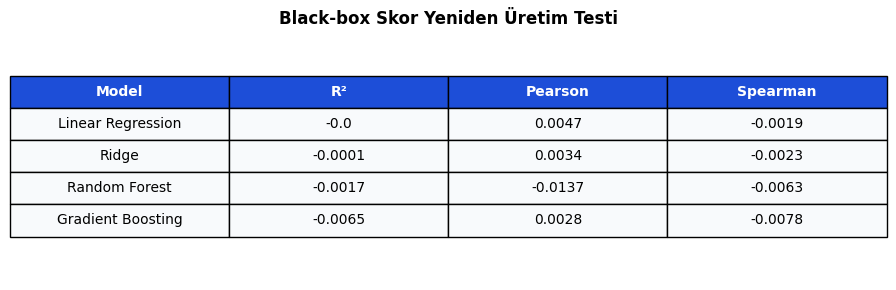 Black-box Skor Yeniden Üretim Testi
Model R² Pearson Spearman
Linear Regression -0.0 0.0047 -0.0019
Ridge -0.0001 0.0034 -0.0023
Random Forest -0.0017 -0.0137 -0.0063
Gradient Boosting -0.0065 0.0028 -0.0078